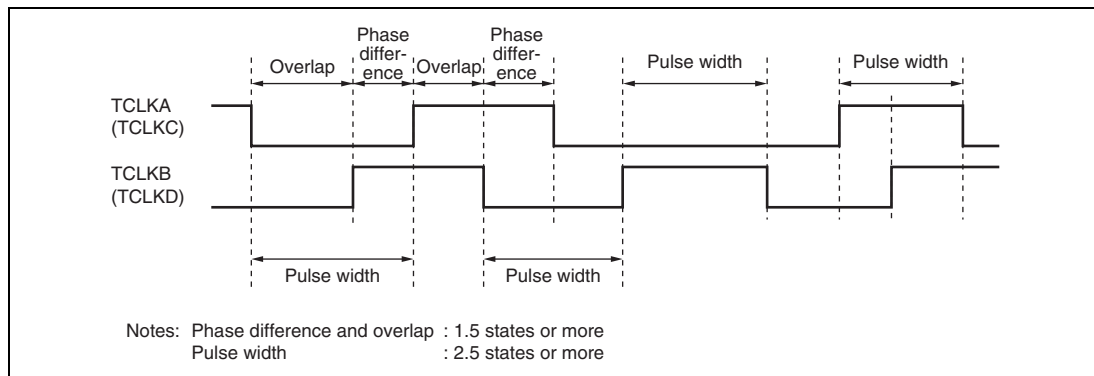 Phase
differ-
ence
Phase
differ-
ence
Overlap
Overlap
Pulse width
Pulse width
TCLKA
(TCLKC)
TCLKB
(TCLKD)
Pulse width
Pulse width
Notes: Phase difference and overlap : 1.5 states or more
Pulse width : 2.5 states or more